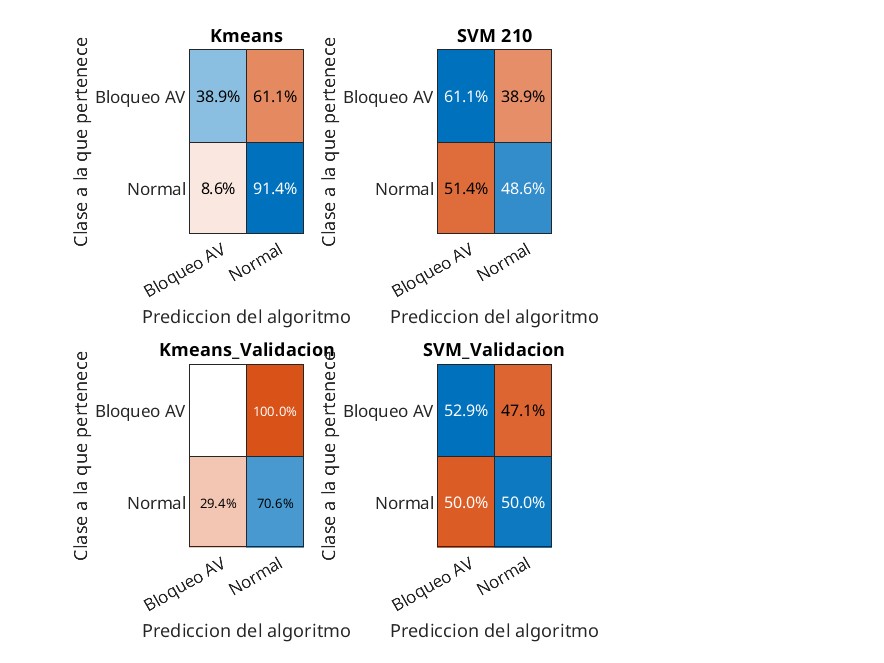 Kmeans
Clase a la que pertenece
Bloqueo AV
38.9%
61.1%
Normal
8.6%
91.4%
Bloqueo AV
Normal
Prediccion del algoritmo
SVM 210
Clase a la que pertenece
Bloqueo AV
61.1%
38.9%
Normal
51.4%
48.6%
Bloqueo AV
Normal
Prediccion del algoritmo
Kmeans_Validacion
Clase a la que pertenece
Bloqueo AV
100.0%
Normal
29.4%
70.6%
Bloqueo AV
Normal
Prediccion del algoritmo
SVM_Validacion
Clase a la que pertenece
Bloqueo AV
52.9%
47.1%
Normal
50.0%
50.0%
Bloqueo AV
Normal
Prediccion del algoritmo